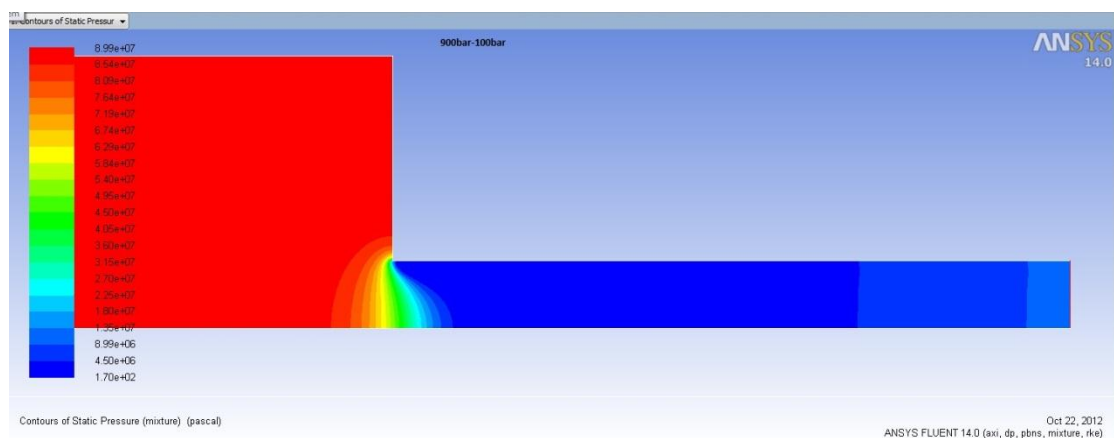 Contours of Static Pressur
900bar-100bar
ANSYS
14.0
8.99e+07
8.54e+07
8.09e+07
7.64e+07
7.19e+07
6.74e+07
6.29e+07
5.84e+07
5.40e+07
4.95e+07
4.50e+07
4.05e+07
3.60e+07
3.15e+07
2.70e+07
2.25e+07
1.80e+07
1.35e+07
8.99e+06
4.50e+06
1.70e+02
Contours of Static Pressure (mixture) (pascal)
Oct 22, 2012
ANSYS FLUENT 14.0 (axi, dp, pbns, mixture, rke)